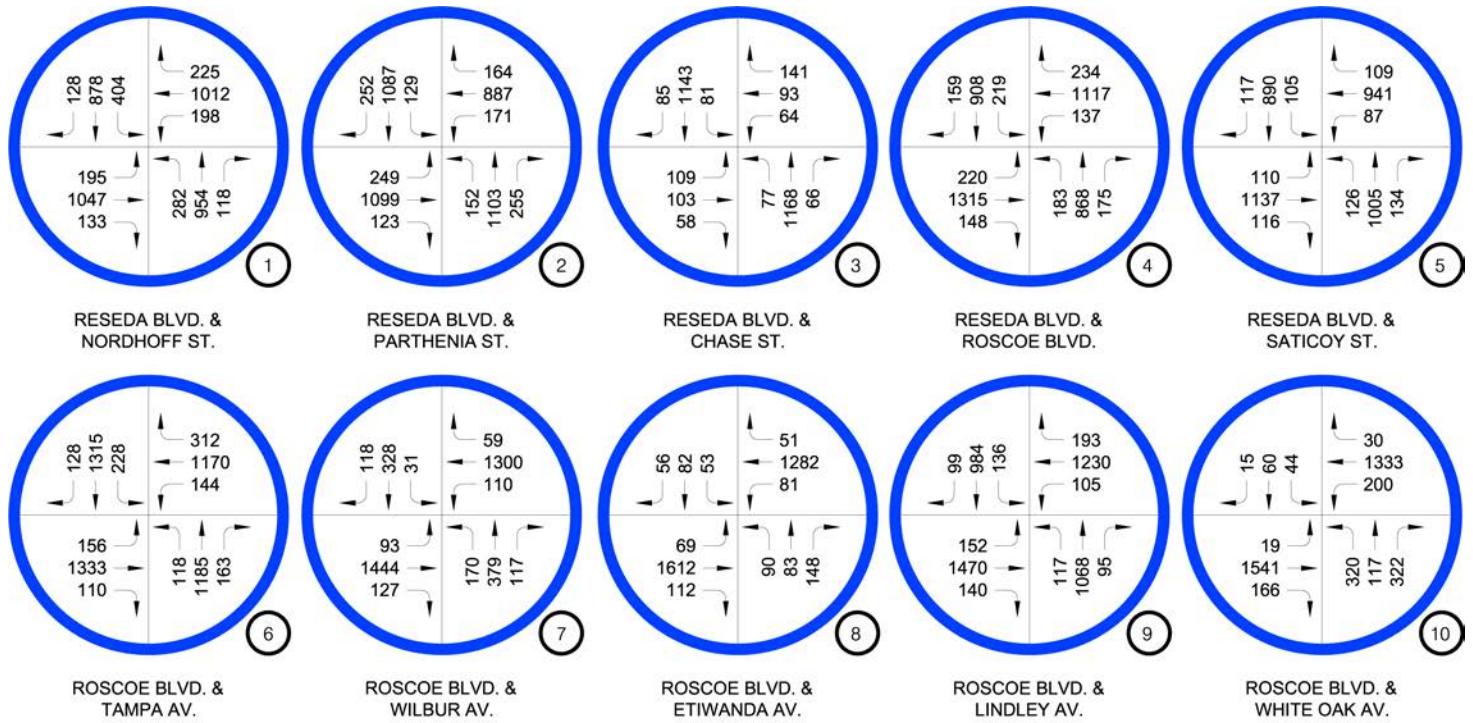 128 878 404
225
1012
198
195
1047
133
282 954 118
1
RESEDA BLVD. &
NORDHOFF ST.
252 1087 129
164
887
171
249
1099
123
152 1103 255
2
RESEDA BLVD. &
PARTHENIA ST.
85 1143 81
141
93
64
109
103
58
77 1168 66
3
RESEDA BLVD. &
CHASE ST.
159 908 219
234
1117
137
220
1315
148
183 868 175
4
RESEDA BLVD. &
ROSCOE BLVD.
117 890 105
109
941
87
110
1137
116
126 1005 134
5
RESEDA BLVD. &
SATICOY ST.
128 1315 228
312
1170
144
156
1333
110
118 1185 163
6
ROSCOE BLVD. &
TAMPA AV.
118 328 31
59
1300
110
93
1444
127
170 379 117
7
ROSCOE BLVD. &
WILBUR AV.
56 82 53
51
1282
81
69
1612
112
90 83 148
8
ROSCOE BLVD. &
ETIWANDA AV.
99 984 136
193
1230
105
152
1470
140
117 1068 95
9
ROSCOE BLVD. &
LINDLEY AV.
15 60 44
30
1333
200
19
1541
166
320 117 322
10
ROSCOE BLVD. &
WHITE OAK AV.